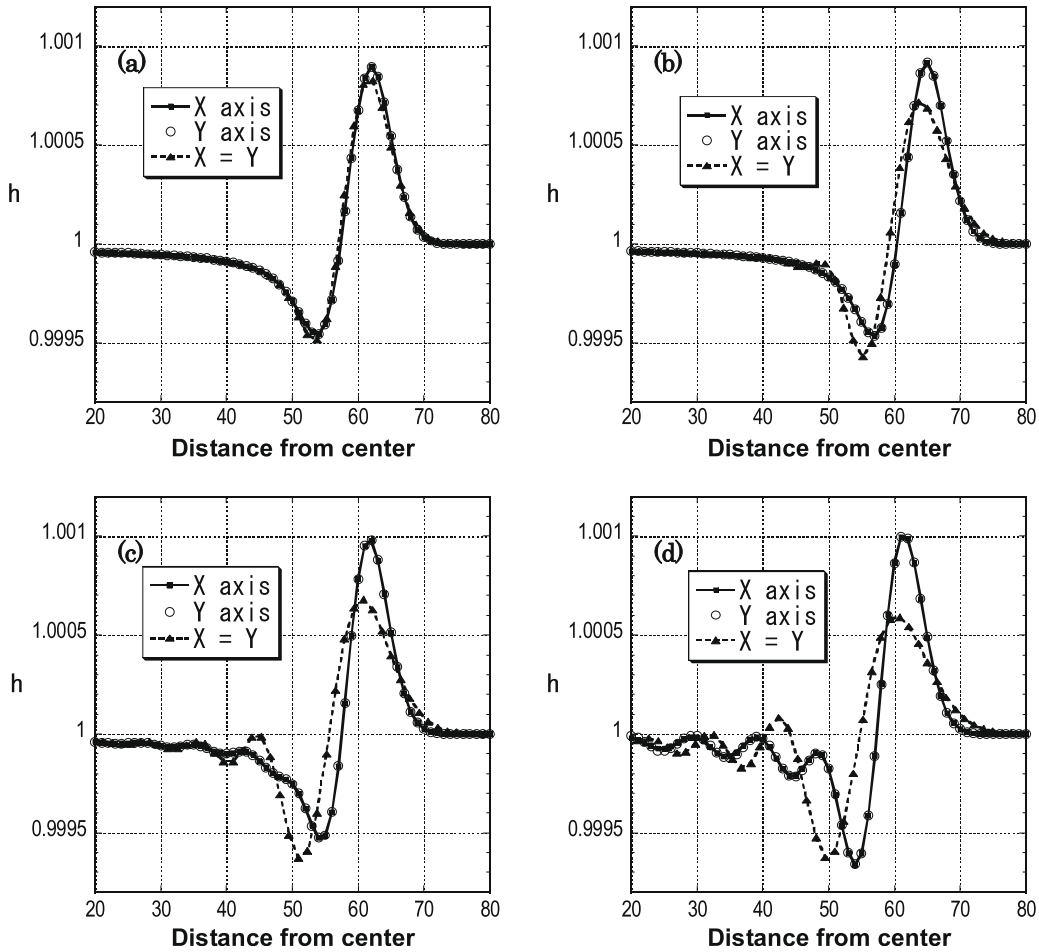 (a)
1.001
1.0005
1
0.9995
h
X axis
Y axis
X = Y
20 30 40 50 60 70 80
Distance from center
(b)
1.001
1.0005
1
0.9995
h
X axis
Y axis
X = Y
20 30 40 50 60 70 80
Distance from center
(c)
1.001
1.0005
1
0.9995
h
X axis
Y axis
X = Y
20 30 40 50 60 70 80
Distance from center
(d)
1.001
1.0005
1
0.9995
h
X axis
Y axis
X = Y
20 30 40 50 60 70 80
Distance from center